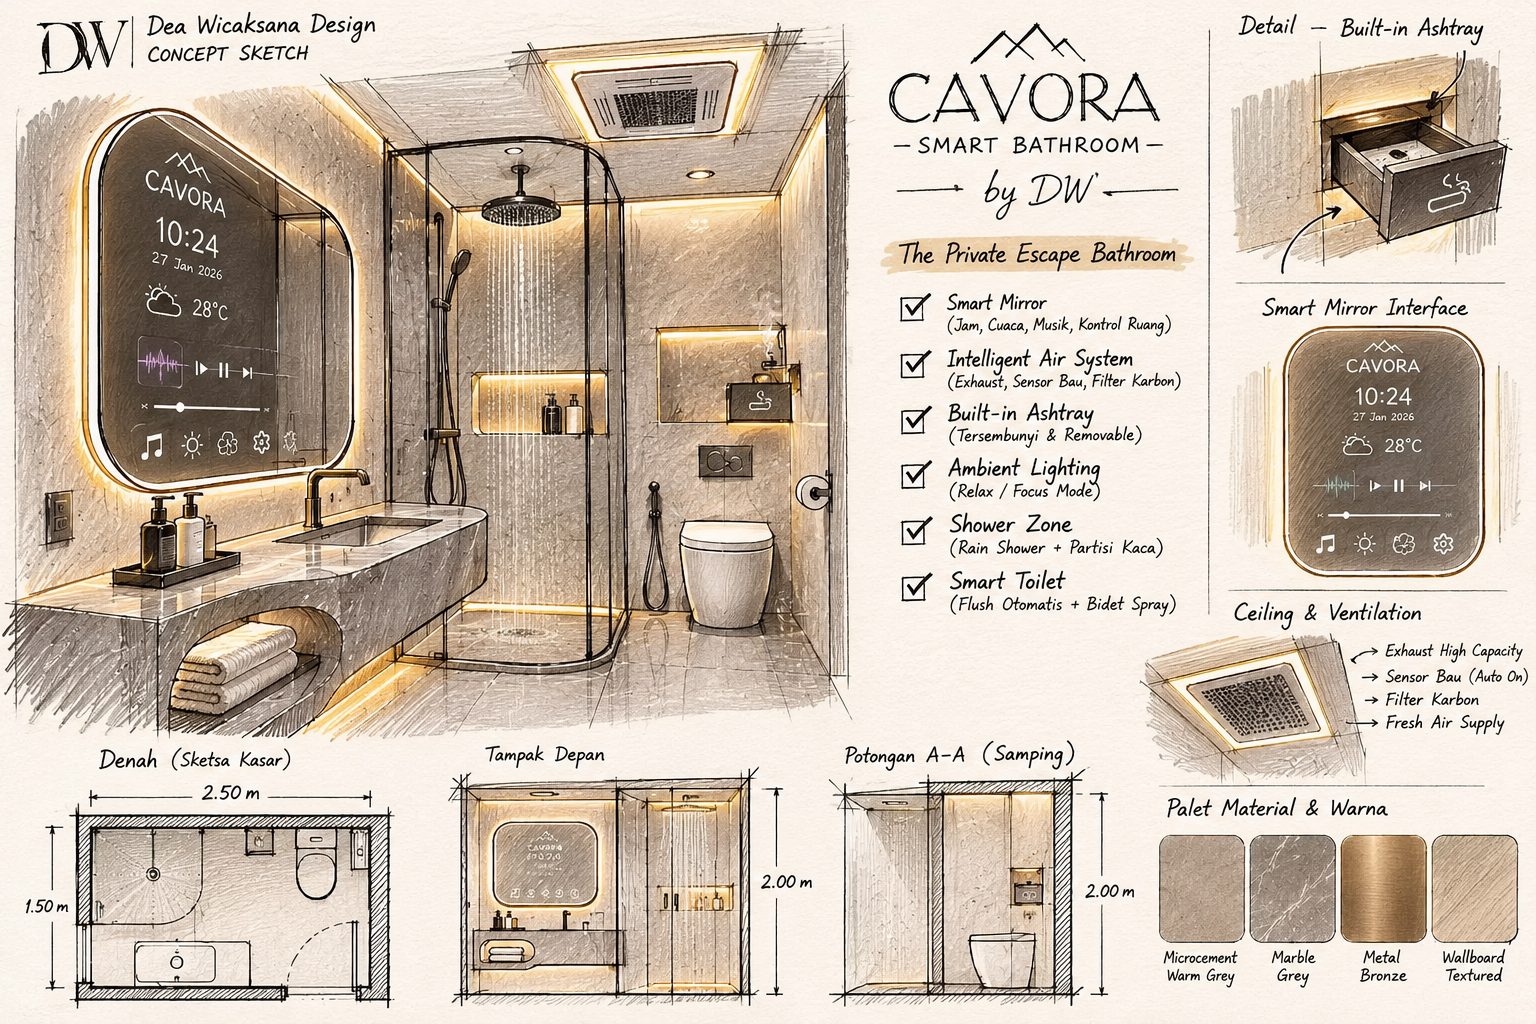 DW
Dea Wicaksana Design
CONCEPT SKETCH
CAVORA
10:24
27 Jan 2026
28°C
CAVORA
- SMART BATHROOM -
by DW
The Private Escape Bathroom
Smart Mirror
(Jam, Cuaca, Musik, Kontrol Ruang)
Intelligent Air System
(Exhaust, Sensor Bau, Filter Karbon)
Built-in Ashtray
(Tersembunyi & Removable)
Ambient Lighting
(Relax / Focus Mode)
Shower Zone
(Rain Shower + Partisi Kaca)
Smart Toilet
(Flush Otomatis + Bidet Spray)
Detail - Built-in Ashtray
Smart Mirror Interface
CAVORA
10:24
27 Jan 2026
28°C
Ceiling & Ventilation
Exhaust High Capacity
Sensor Bau (Auto On)
Filter Karbon
Fresh Air Supply
Denah (Sketsa Kasar)
2.50 m
1.50 m
Tampak Depan
CAVORA
2.00 m
Potongan A-A (Samping)
2.00 m
Palet Material & Warna
Microcement
Warm Grey
Marble
Grey
Metal
Bronze
Wallboard
Textured